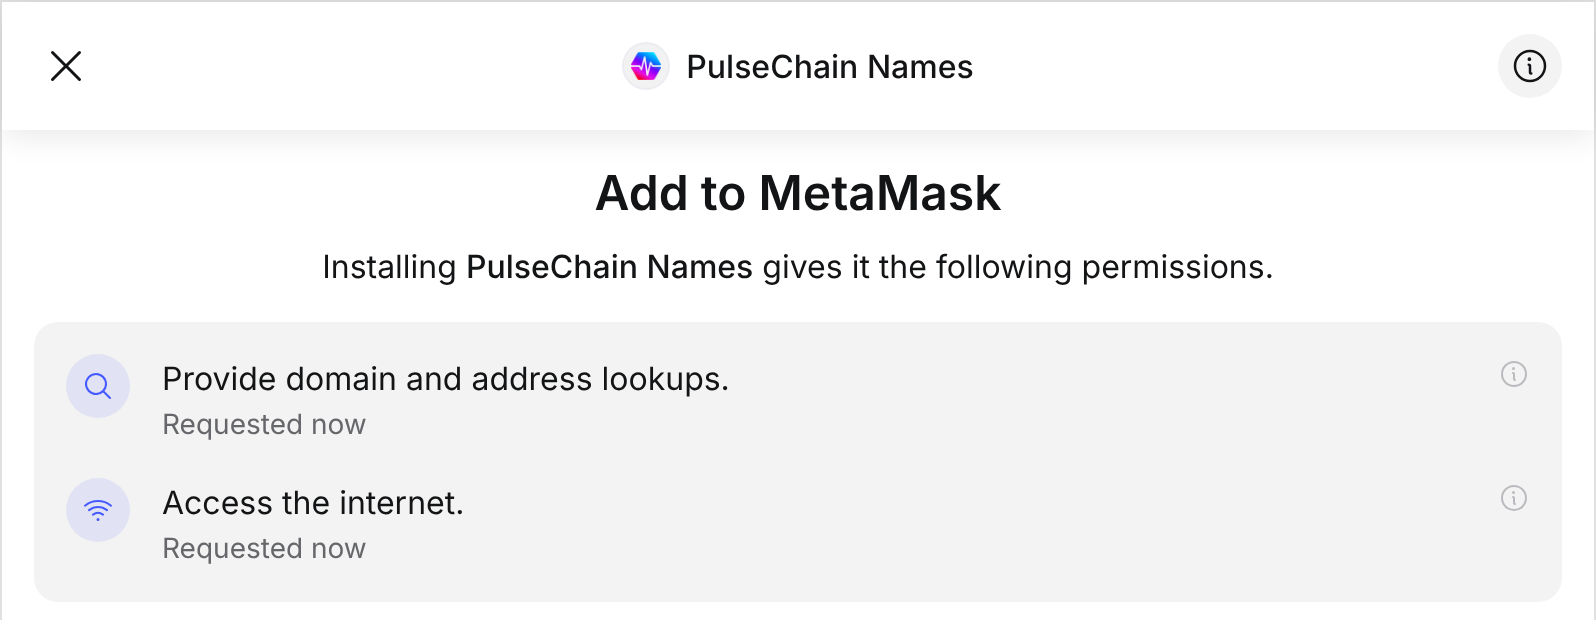 PulseChain Names
Add to MetaMask
Installing PulseChain Names gives it the following permissions.
Provide domain and address lookups.
Requested now
Access the internet.
Requested now